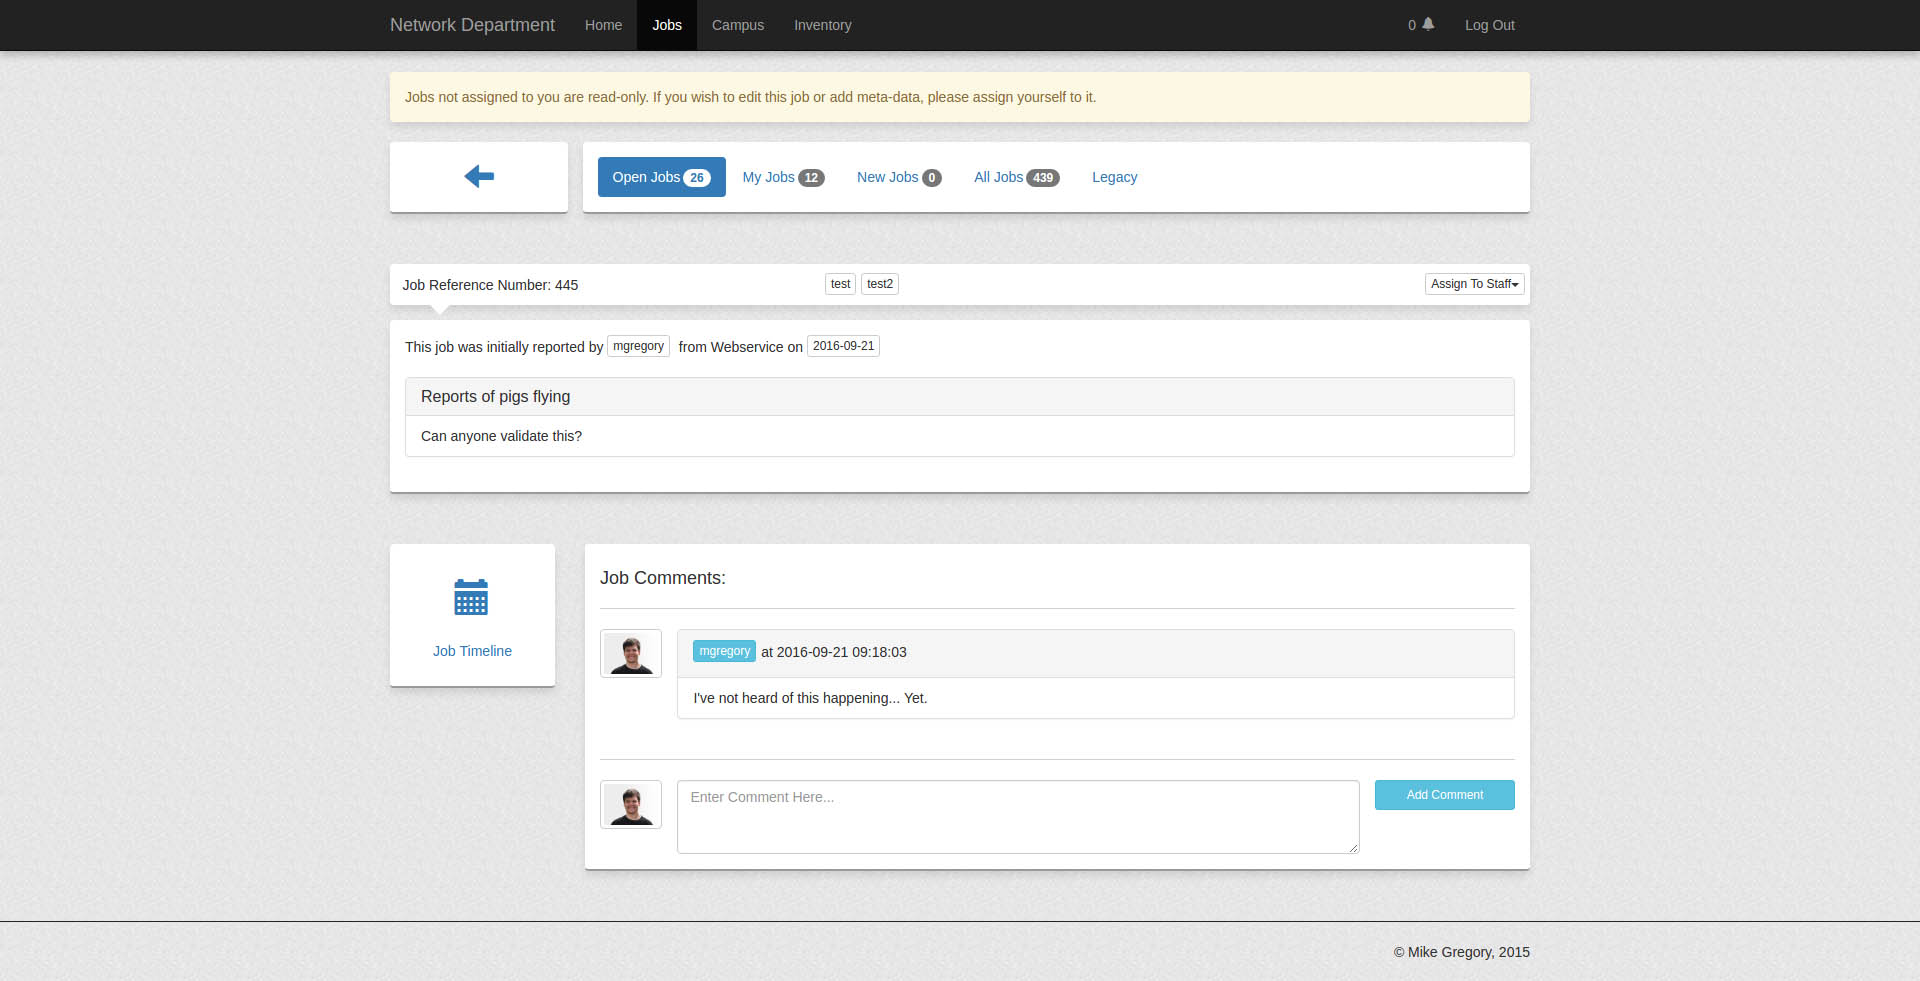 Network Department Home Jobs Campus Inventory 0 Log Out
Jobs not assigned to you are read-only. If you wish to edit this job or add meta-data, please assign yourself to it.
Open Jobs 26 My Jobs 12 New Jobs 0 All Jobs 439 Legacy
Job Reference Number: 445 test test2 Assign To Staff
This job was initially reported by mgregory from Webservice on 2016-09-21
Reports of pigs flying
Can anyone validate this?
Job Timeline
Job Comments:
mgregory at 2016-09-21 09:18:03
I've not heard of this happening... Yet.
Enter Comment Here...
Add Comment
© Mike Gregory, 2015